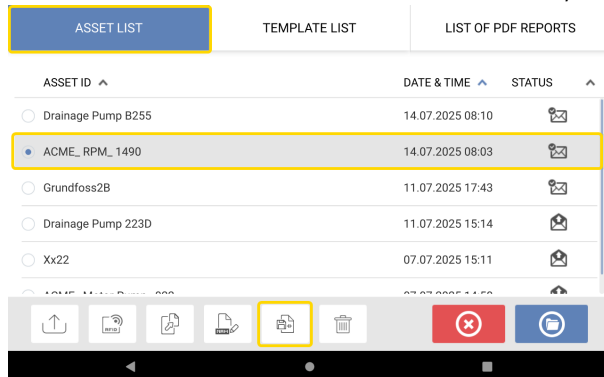 ASSET LIST TEMPLATE LIST LIST OF PDF REPORTS
ASSET ID DATE & TIME STATUS
Drainage Pump B255 14.07.2025 08:10
ACME_ RPM_ 1490 14.07.2025 08:03
Grundfoss2B 11.07.2025 17:43
Drainage Pump 223D 11.07.2025 15:14
Xx22 07.07.2025 15:11
RFID